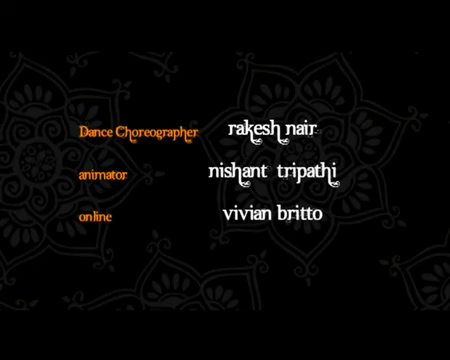 Dance Choreographer rakesh nair
animator nishant tripathi
online vivian britto